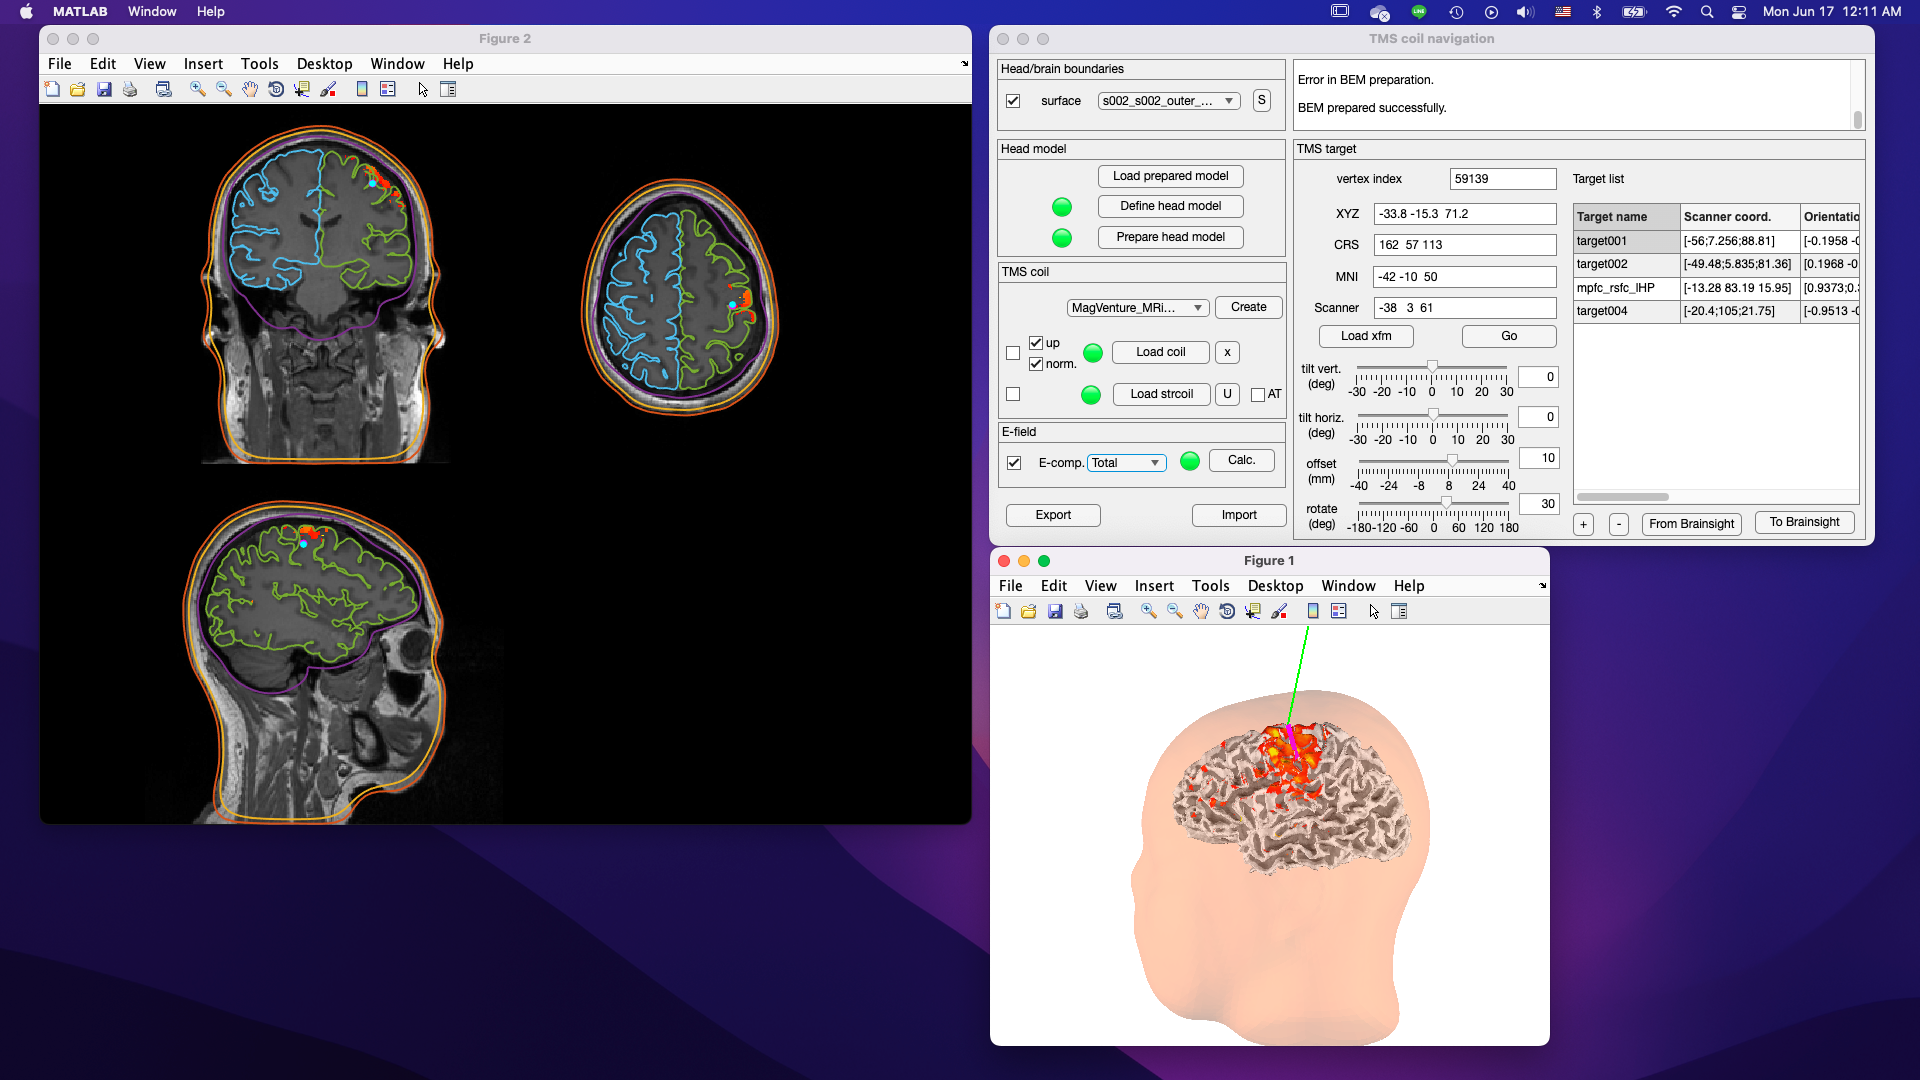 MATLAB Window Help
Mon Jun 17 12:11 AM
Figure 2
File Edit View Insert Tools Desktop Window Help
TMS coil navigation
Head/brain boundaries
surface s002_s002_outer_... S
Error in BEM preparation.
BEM prepared successfully.
Head model
Load prepared model
Define head model
Prepare head model
TMS coil
MagVenture_MRi... Create
up
norm.
Load coil x
Load strcoil U AT
E-field
E-comp. Total Calc.
Export Import
TMS target
vertex index 59139
XYZ -33.8 -15.3 71.2
CRS 162 57 113
MNI -42 -10 50
Scanner -38 3 61
Load xfm Go
tilt vert.
(deg)
0
-30 -20 -10 0 10 20 30
tilt horiz.
(deg)
0
-30 -20 -10 0 10 20 30
offset
(mm)
10
-40 -24 -8 8 24 40
rotate
(deg)
30
-180 -120 -60 0 60 120 180
Target list
Target name Scanner coord. Orientatio
target001 [-56;7.256;88.81] [-0.1958 -0
target002 [-49.48;5.835;81.36] [0.1968 -0
mpfc_rsfc_IHP [-13.28 83.19 15.95] [0.9373;0.
target004 [-20.4;105;21.75] [-0.9513 -0
+ - From Brainsight To Brainsight
Figure 1
File Edit View Insert Tools Desktop Window Help